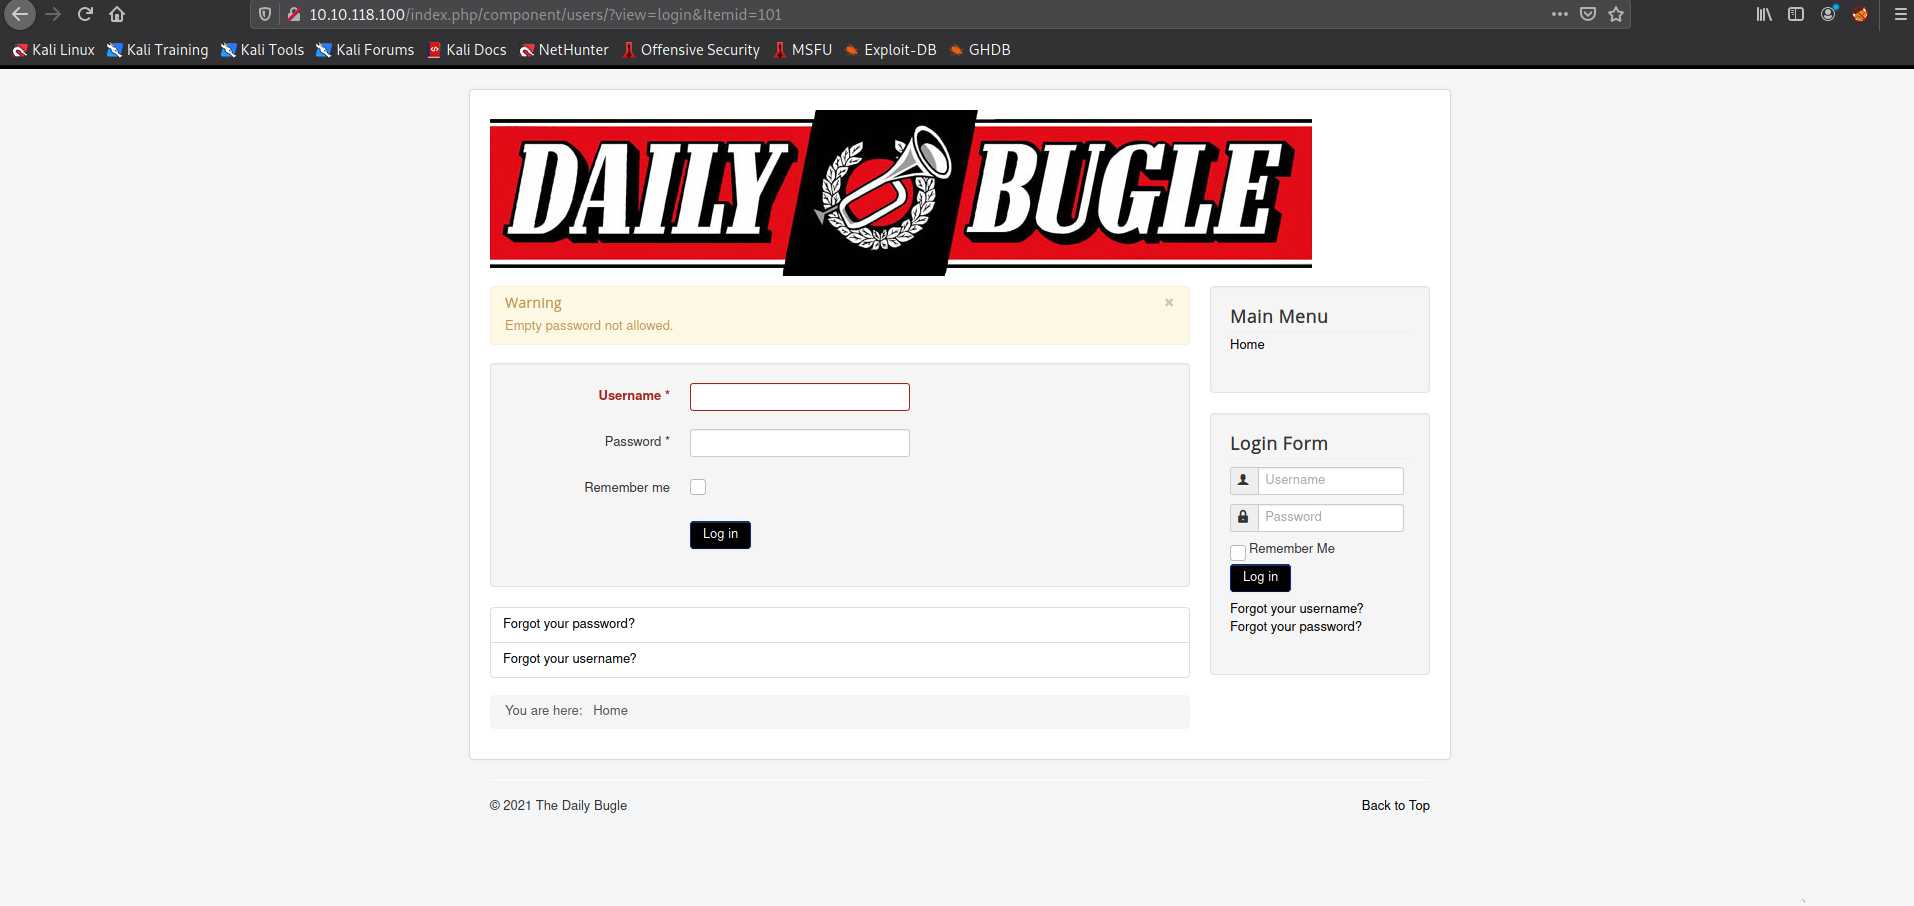 10.10.118.100/index.php/component/users/?view=login&Itemid=101
Kali Linux Kali Training Kali Tools Kali Forums Kali Docs NetHunter Offensive Security MSFU Exploit-DB GHDB
DAILY BUGLE
Warning
Empty password not allowed.
Username *
Password *
Remember me
Log in
Forgot your password?
Forgot your username?
You are here: Home
Main Menu
Home
Login Form
Username
Password
Remember Me
Log in
Forgot your username?
Forgot your password?
© 2021 The Daily Bugle
Back to Top